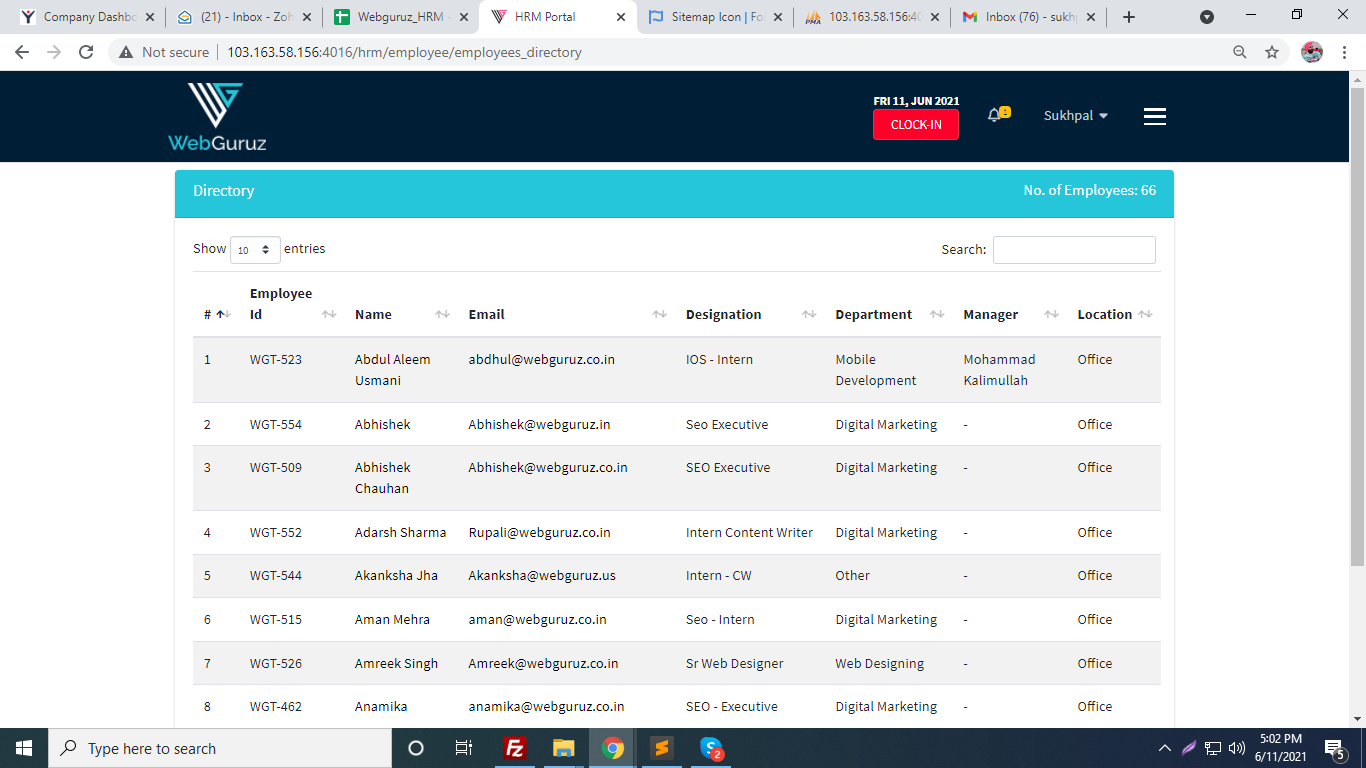 Company Dashbo
(21) - Inbox - Zoh
Webguruz_HRM -
HRM Portal
Sitemap Icon | Fo
PMA
103.163.58.156:40
Inbox (76) - sukhp
Not secure
103.163.58.156:4016/hrm/employee/employees_directory
WebGuruz
FRI 11, JUN 2021
CLOCK-IN
1
Sukhpal
Directory
No. of Employees: 66
Show 10 entries
Search:
# Employee Id Name Email Designation Department Manager Location
1 WGT-523 Abdul Aleem Usmani abdhul@webguruz.co.in IOS - Intern Mobile Development Mohammad Kalimullah Office
2 WGT-554 Abhishek Abhishek@webguruz.in Seo Executive Digital Marketing - Office
3 WGT-509 Abhishek Chauhan Abhishek@webguruz.co.in SEO Executive Digital Marketing - Office
4 WGT-552 Adarsh Sharma Rupali@webguruz.co.in Intern Content Writer Digital Marketing - Office
5 WGT-544 Akanksha Jha Akanksha@webguruz.us Intern - CW Other - Office
6 WGT-515 Aman Mehra aman@webguruz.co.in Seo - Intern Digital Marketing - Office
7 WGT-526 Amreek Singh Amreek@webguruz.co.in Sr Web Designer Web Designing - Office
8 WGT-462 Anamika anamika@webguruz.co.in SEO - Executive Digital Marketing - Office
Type here to search
Fz
S
S
2
5:02 PM
6/11/2021
5